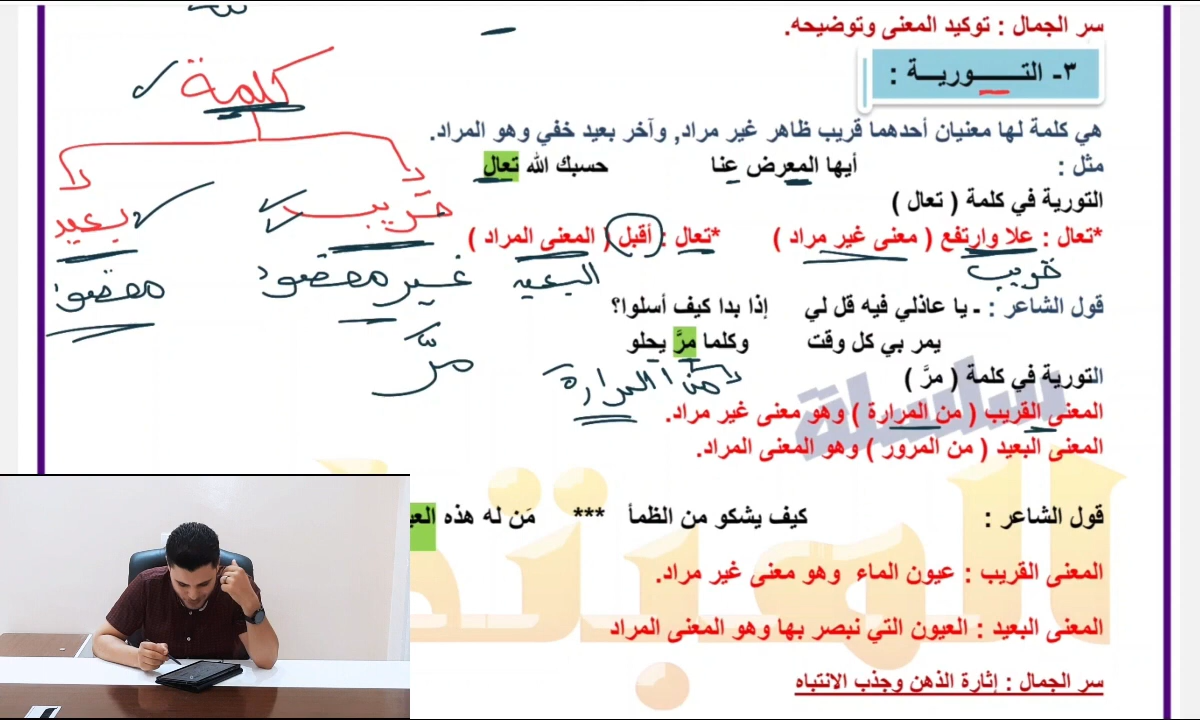 سر الجمال : توكيد المعنى وتوضيحه.
٣- التـــورية :
كلمة
هي كلمة لها معنيان أحدهما قريب ظاهر غير مراد, وآخر بعيد خفي وهو المراد.
مثل : أيها المعرض عنا حسبك الله تعال
التورية في كلمة ( تعال )
قريب بعيد
*تعال : علا وارتفع ( معنى غير مراد ) *تعال : أقبل ( المعنى المراد )
قريب البعيد غير مقصود مقصود
قول الشاعر : ـ يا عاذلي فيه قل لي إذا بدا كيف أسلوا؟
يمر بي كل وقت وكلما مرَّ يحلو
مرّ
من المرارة
التورية في كلمة ( مرَّ )
المعنى القريب ( من المرارة ) وهو معنى غير مراد.
المعنى البعيد ( من المرور ) وهو المعنى المراد.
سلسلة
قول الشاعر : كيف يشكو من الظمأ *** مَن له هذه
المعنى القريب : عيون الماء وهو معنى غير مراد.
المعنى البعيد : العيون التي نبصر بها وهو المعنى المراد
سر الجمال : إثارة الذهن وجذب الانتباه